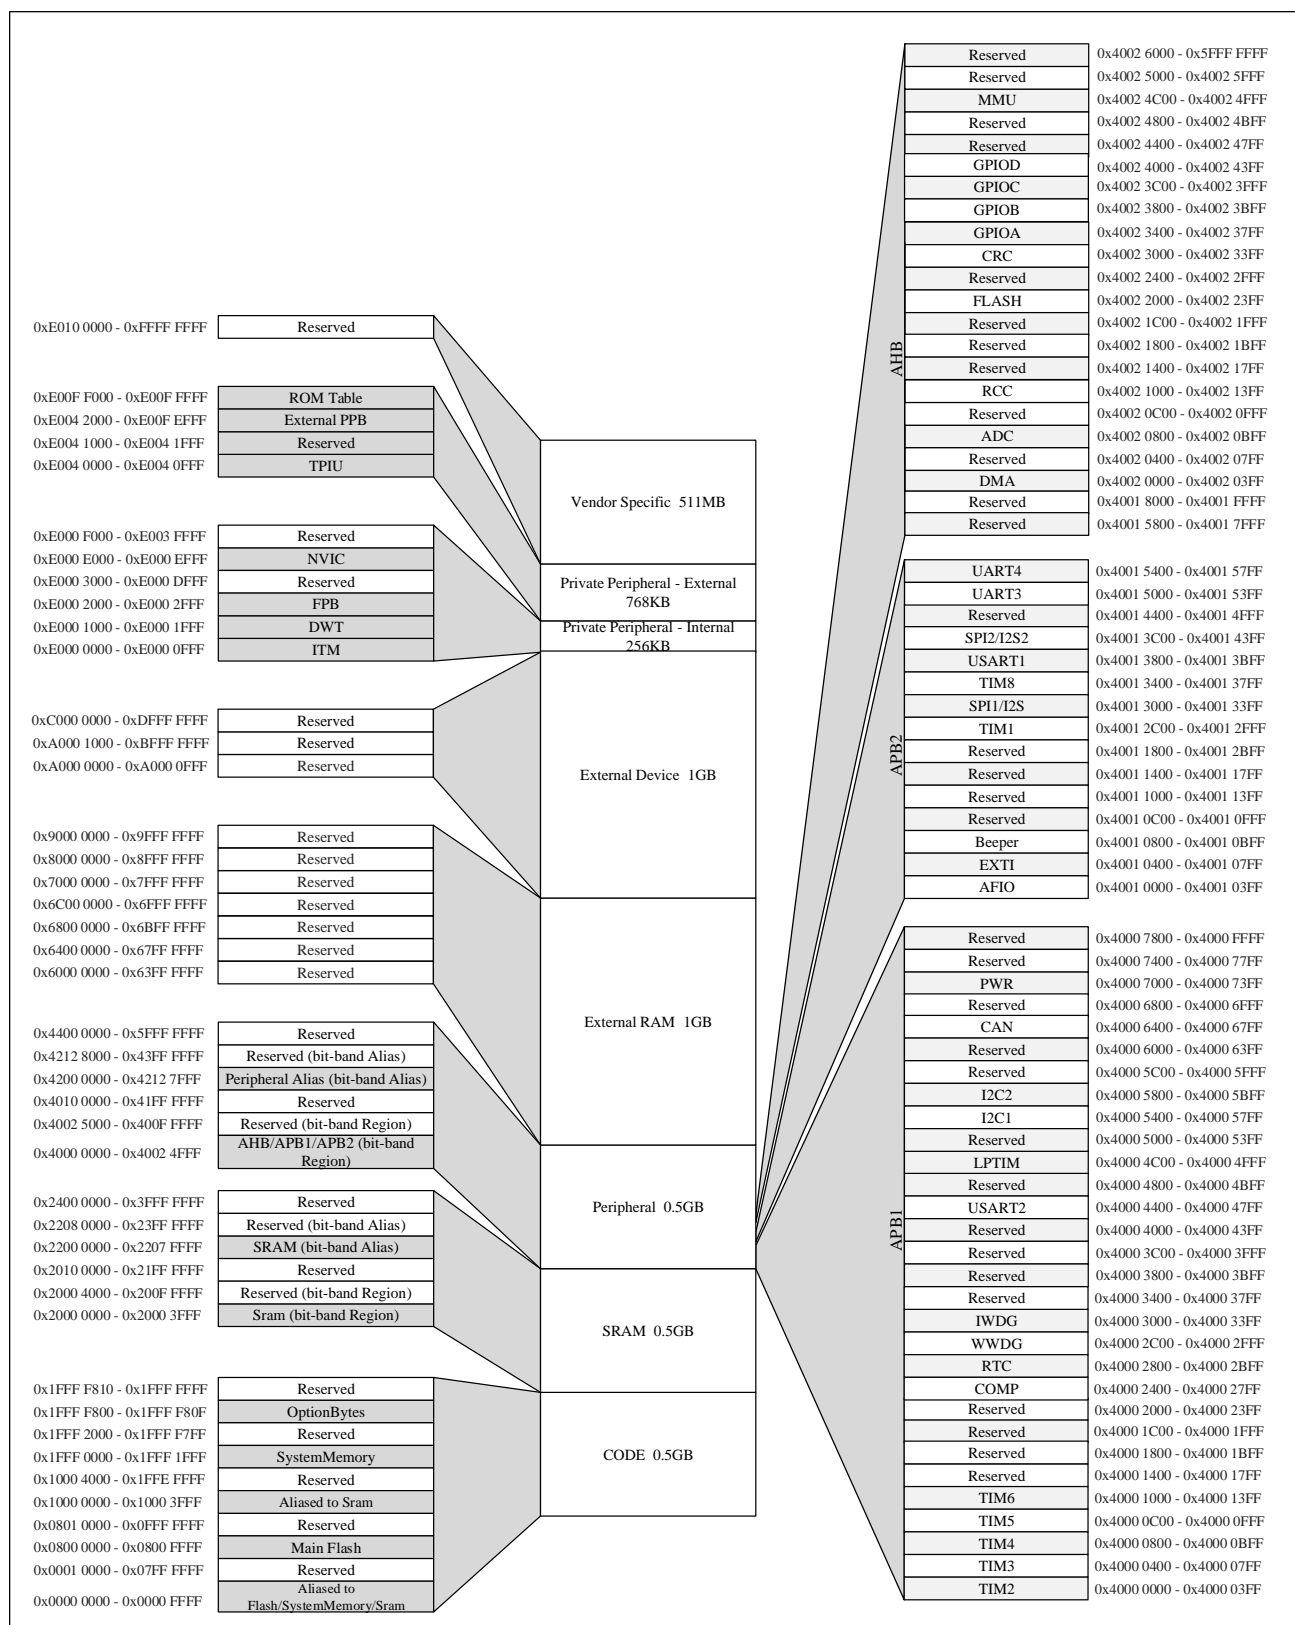 0xE010 0000 - 0xFFFF FFFF Reserved
0xE00F F000 - 0xE00F FFFF ROM Table
0xE004 2000 - 0xE00F EFFF External PPB
0xE004 1000 - 0xE004 1FFF Reserved
0xE004 0000 - 0xE004 0FFF TPIU
0xE000 F000 - 0xE003 FFFF Reserved
0xE000 E000 - 0xE000 EFFF NVIC
0xE000 3000 - 0xE000 DFFF Reserved
0xE000 2000 - 0xE000 2FFF FPB
0xE000 1000 - 0xE000 1FFF DWT
0xE000 0000 - 0xE000 0FFF ITM
0xC000 0000 - 0xDFFF FFFF Reserved
0xA000 1000 - 0xBFFF FFFF Reserved
0xA000 0000 - 0xA000 0FFF Reserved
0x9000 0000 - 0x9FFF FFFF Reserved
0x8000 0000 - 0x8FFF FFFF Reserved
0x7000 0000 - 0x7FFF FFFF Reserved
0x6C00 0000 - 0x6FFF FFFF Reserved
0x6800 0000 - 0x6BFF FFFF Reserved
0x6400 0000 - 0x67FF FFFF Reserved
0x6000 0000 - 0x63FF FFFF Reserved
0x4400 0000 - 0x5FFF FFFF Reserved
0x4212 8000 - 0x43FF FFFF Reserved (bit-band Alias)
0x4200 0000 - 0x4212 7FFF Peripheral Alias (bit-band Alias)
0x4010 0000 - 0x41FF FFFF Reserved
0x4002 5000 - 0x400F FFFF Reserved (bit-band Region)
0x4000 0000 - 0x4002 4FFF AHB/APB1/APB2 (bit-band
Region)
0x2400 0000 - 0x3FFF FFFF Reserved
0x2208 0000 - 0x23FF FFFF Reserved (bit-band Alias)
0x2200 0000 - 0x2207 FFFF SRAM (bit-band Alias)
0x2010 0000 - 0x21FF FFFF Reserved
0x2000 4000 - 0x200F FFFF Reserved (bit-band Region)
0x2000 0000 - 0x2000 3FFF Sram (bit-band Region)
0x1FFF F810 - 0x1FFF FFFF Reserved
0x1FFF F800 - 0x1FFF F80F OptionBytes
0x1FFF 2000 - 0x1FFF F7FF Reserved
0x1FFF 0000 - 0x1FFF 1FFF SystemMemory
0x1000 4000 - 0x1FFE FFFF Reserved
0x1000 0000 - 0x1000 3FFF Aliased to Sram
0x0801 0000 - 0x0FFF FFFF Reserved
0x0800 0000 - 0x0800 FFFF Main Flash
0x0001 0000 - 0x07FF FFFF Reserved
0x0000 0000 - 0x0000 FFFF Aliased to
Flash/SystemMemory/Sram
Vendor Specific 511MB
Private Peripheral - External
768KB
Private Peripheral - Internal
256KB
External Device 1GB
External RAM 1GB
Peripheral 0.5GB
SRAM 0.5GB
CODE 0.5GB
AHB
Reserved 0x4002 6000 - 0x5FFF FFFF
Reserved 0x4002 5000 - 0x4002 5FFF
MMU 0x4002 4C00 - 0x4002 4FFF
Reserved 0x4002 4800 - 0x4002 4BFF
Reserved 0x4002 4400 - 0x4002 47FF
GPIOD 0x4002 4000 - 0x4002 43FF
GPIOC 0x4002 3C00 - 0x4002 3FFF
GPIOB 0x4002 3800 - 0x4002 3BFF
GPIOA 0x4002 3400 - 0x4002 37FF
CRC 0x4002 3000 - 0x4002 33FF
Reserved 0x4002 2400 - 0x4002 2FFF
FLASH 0x4002 2000 - 0x4002 23FF
Reserved 0x4002 1C00 - 0x4002 1FFF
Reserved 0x4002 1800 - 0x4002 1BFF
Reserved 0x4002 1400 - 0x4002 17FF
RCC 0x4002 1000 - 0x4002 13FF
Reserved 0x4002 0C00 - 0x4002 0FFF
ADC 0x4002 0800 - 0x4002 0BFF
Reserved 0x4002 0400 - 0x4002 07FF
DMA 0x4002 0000 - 0x4002 03FF
Reserved 0x4001 8000 - 0x4001 FFFF
Reserved 0x4001 5800 - 0x4001 7FFF
APB2
UART4 0x4001 5400 - 0x4001 57FF
UART3 0x4001 5000 - 0x4001 53FF
Reserved 0x4001 4400 - 0x4001 4FFF
SPI2/I2S2 0x4001 3C00 - 0x4001 43FF
USART1 0x4001 3800 - 0x4001 3BFF
TIM8 0x4001 3400 - 0x4001 37FF
SPI1/I2S 0x4001 3000 - 0x4001 33FF
TIM1 0x4001 2C00 - 0x4001 2FFF
Reserved 0x4001 1800 - 0x4001 2BFF
Reserved 0x4001 1400 - 0x4001 17FF
Reserved 0x4001 1000 - 0x4001 13FF
Reserved 0x4001 0C00 - 0x4001 0FFF
Beeper 0x4001 0800 - 0x4001 0BFF
EXTI 0x4001 0400 - 0x4001 07FF
AFIO 0x4001 0000 - 0x4001 03FF
APB1
Reserved 0x4000 7800 - 0x4000 FFFF
Reserved 0x4000 7400 - 0x4000 77FF
PWR 0x4000 7000 - 0x4000 73FF
Reserved 0x4000 6800 - 0x4000 6FFF
CAN 0x4000 6400 - 0x4000 67FF
Reserved 0x4000 6000 - 0x4000 63FF
Reserved 0x4000 5C00 - 0x4000 5FFF
I2C2 0x4000 5800 - 0x4000 5BFF
I2C1 0x4000 5400 - 0x4000 57FF
Reserved 0x4000 5000 - 0x4000 53FF
LPTIM 0x4000 4C00 - 0x4000 4FFF
Reserved 0x4000 4800 - 0x4000 4BFF
USART2 0x4000 4400 - 0x4000 47FF
Reserved 0x4000 4000 - 0x4000 43FF
Reserved 0x4000 3C00 - 0x4000 3FFF
Reserved 0x4000 3800 - 0x4000 3BFF
Reserved 0x4000 3400 - 0x4000 37FF
IWDG 0x4000 3000 - 0x4000 33FF
WWDG 0x4000 2C00 - 0x4000 2FFF
RTC 0x4000 2800 - 0x4000 2BFF
COMP 0x4000 2400 - 0x4000 27FF
Reserved 0x4000 2000 - 0x4000 23FF
Reserved 0x4000 1C00 - 0x4000 1FFF
Reserved 0x4000 1800 - 0x4000 1BFF
Reserved 0x4000 1400 - 0x4000 17FF
TIM6 0x4000 1000 - 0x4000 13FF
TIM5 0x4000 0C00 - 0x4000 0FFF
TIM4 0x4000 0800 - 0x4000 0BFF
TIM3 0x4000 0400 - 0x4000 07FF
TIM2 0x4000 0000 - 0x4000 03FF